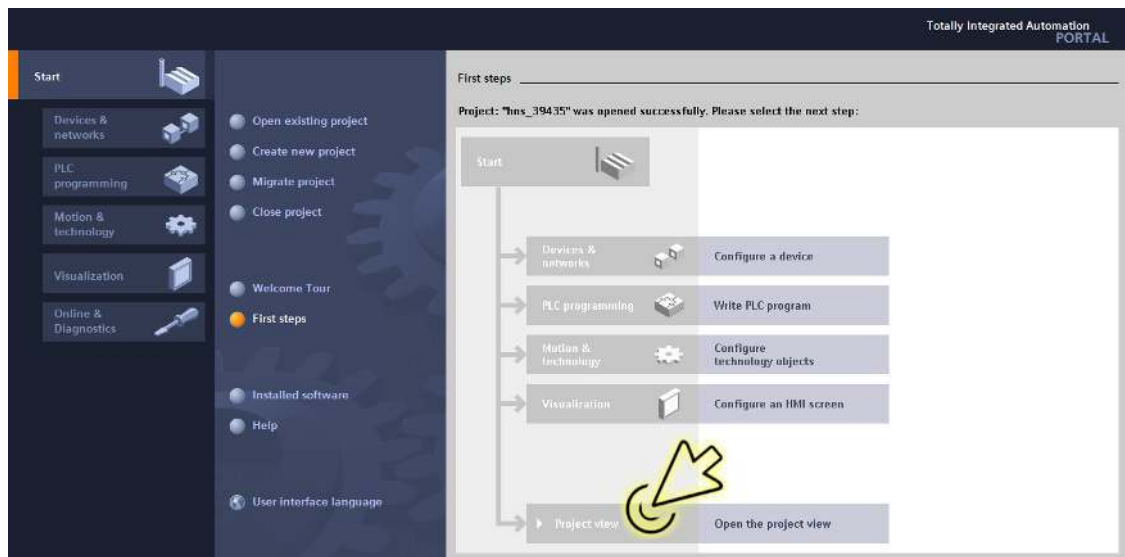 Totally Integrated Automation
PORTAL
Start
Devices &
networks
PLC
programming
Motion &
technology
Visualization
Online &
Diagnostics
Open existing project
Create new project
Migrate project
Close project
Welcome Tour
First steps
Installed software
Help
User interface language
First steps
Project: "hns_39435" was opened successfully. Please select the next step:
Start
Devices &
networks
Configure a device
PLC programming
Write PLC program
Motion &
technology
Configure
technology objects
Visualization
Configure an HMI screen
Project view
Open the project view